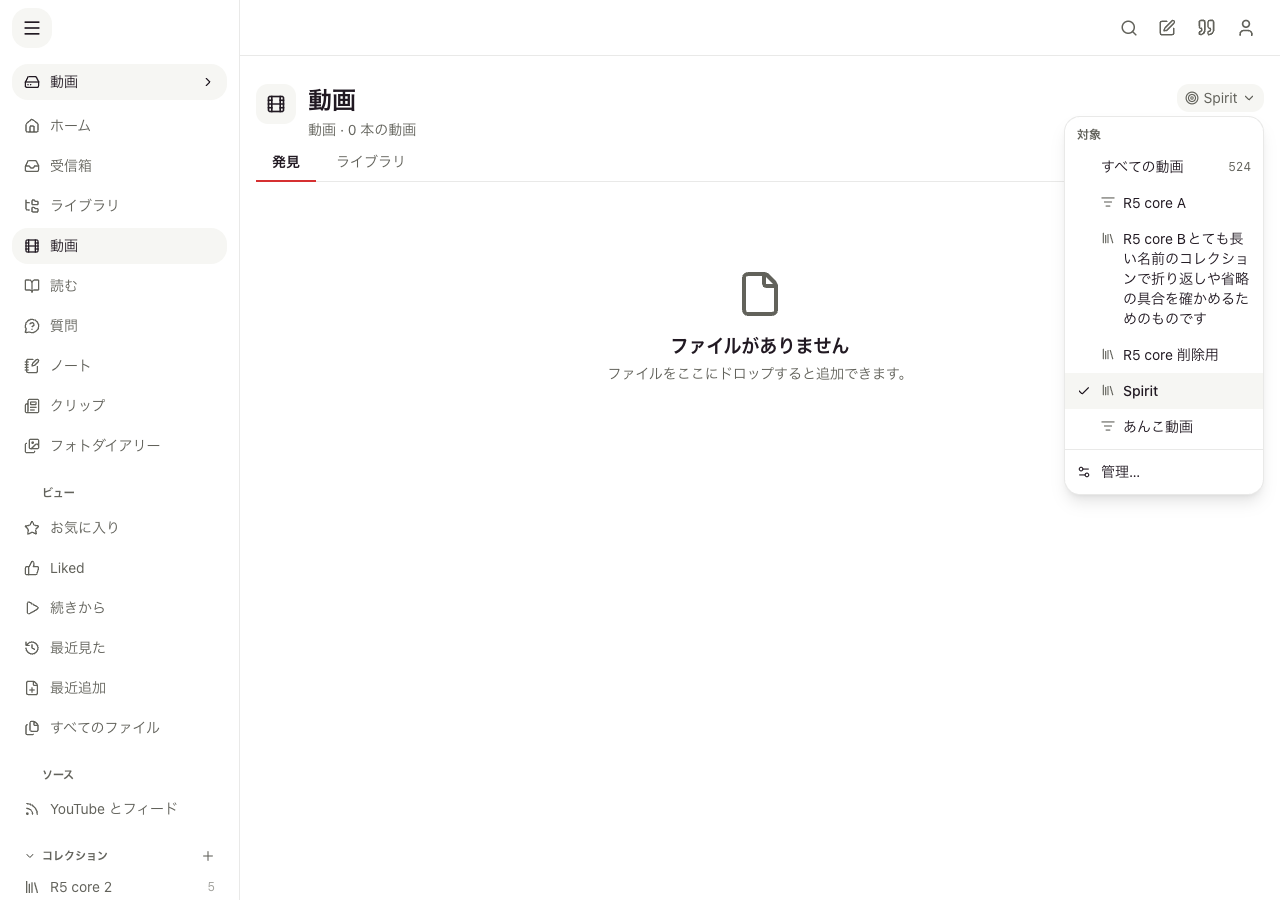 動画
ホーム
受信箱
ライブラリ
動画
読む
質問
ノート
クリップ
フォトダイアリー
ビュー
お気に入り
Liked
続きから
最近見た
最近追加
すべてのファイル
ソース
YouTube とフィード
コレクション
R5 core 2 5
動画
動画 · 0 本の動画
Spirit
発見 ライブラリ
ファイルがありません
ファイルをここにドロップすると追加できます。
対象
すべての動画 524
R5 core A
R5 core B とても長
い名前のコレクショ
ンで折り返しや省略
の具合を確かめるた
めのものです
R5 core 削除用
Spirit
あんこ動画
管理...